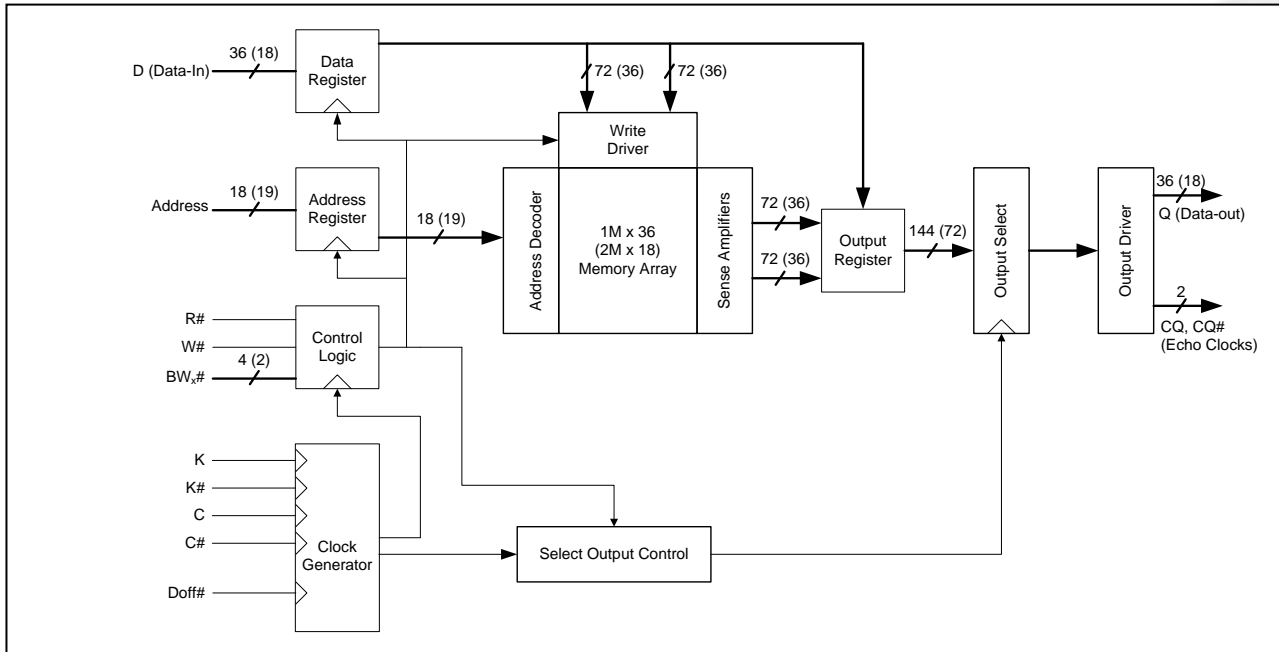 D (Data-In)
36 (18)
Data
Register
72 (36)
72 (36)
Write
Driver
Address
18 (19)
Address
Register
18 (19)
Address Decoder
1M x 36
(2M x 18)
Memory Array
Sense Amplifiers
72 (36)
72 (36)
Output
Register
144 (72)
Output Select
Output Driver
36 (18)
Q (Data-out)
2
CQ, CQ#
(Echo Clocks)
R#
W#
4 (2)
BWx#
Control
Logic
K
K#
C
C#
Doff#
Clock
Generator
Select Output Control